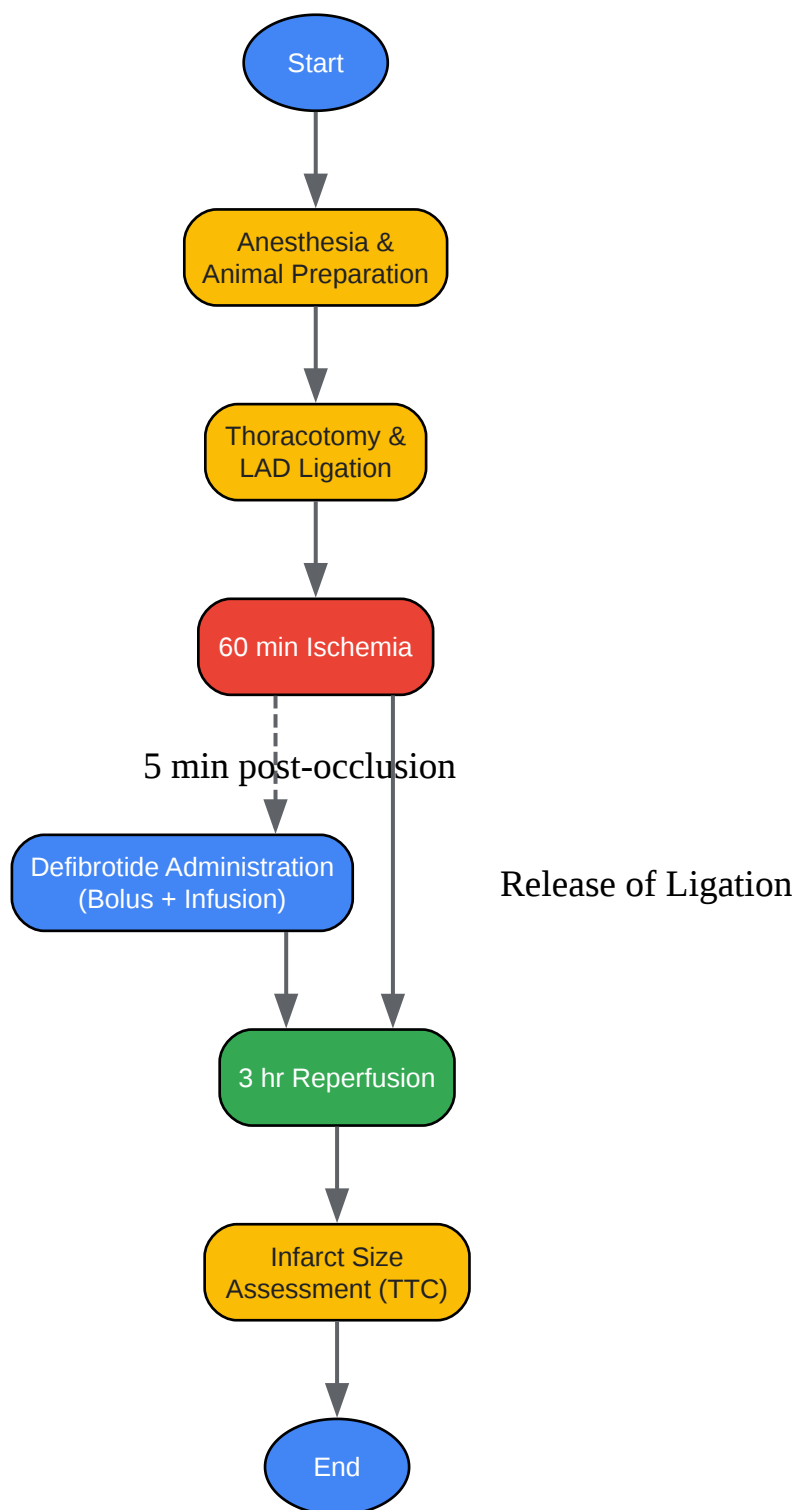 Start
Anesthesia &
Animal Preparation
Thoracotomy &
LAD Ligation
60 min Ischemia
5 min post-occlusion
Defibrotide Administration
(Bolus + Infusion)
Release of Ligation
3 hr Reperfusion
Infarct Size
Assessment (TTC)
End